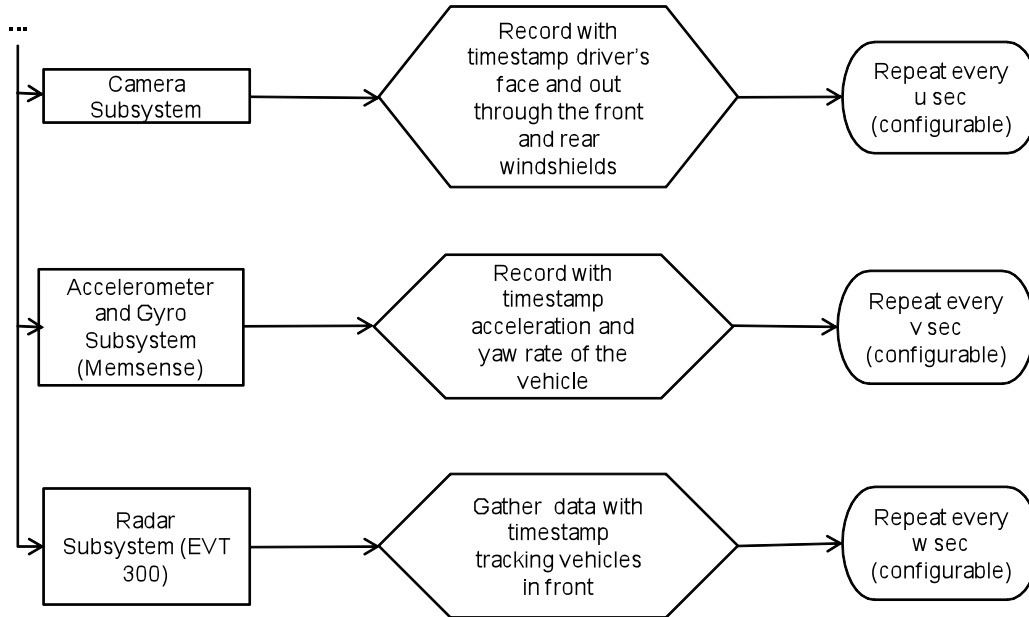 ...
Camera
Subsystem
Record with
timestamp driver's
face and out
through the front
and rear
windshields
Repeat every
u sec
(configurable)
Accelerometer
and Gyro
Subsystem
(Memsense)
Record with
timestamp
acceleration and
yaw rate of the
vehicle
Repeat every
v sec
(configurable)
Radar
Subsystem (EVT
300)
Gather data with
timestamp
tracking vehicles
in front
Repeat every
w sec
(configurable)